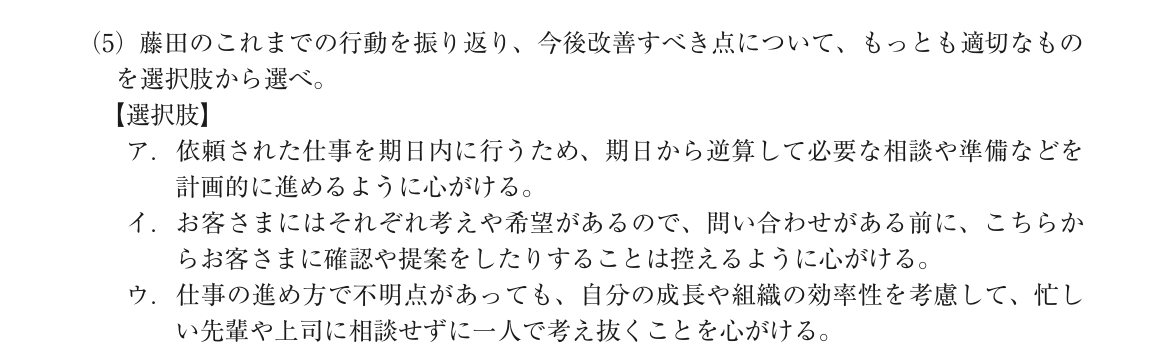 (5) 藤田のこれまでの行動を振り返り、今後改善すべき点について、もっとも適切なもの
を選択肢から選べ。
【選択肢】
ア．依頼された仕事を期日内に行うため、期日から逆算して必要な相談や準備などを
計画的に進めるように心がける。
イ．お客さまにはそれぞれ考えや希望があるので、問い合わせがある前に、こちらか
らお客さまに確認や提案をしたりすることは控えるように心がける。
ウ．仕事の進め方で不明点があっても、自分の成長や組織の効率性を考慮して、忙し
い先輩や上司に相談せずに一人で考え抜くことを心がける。